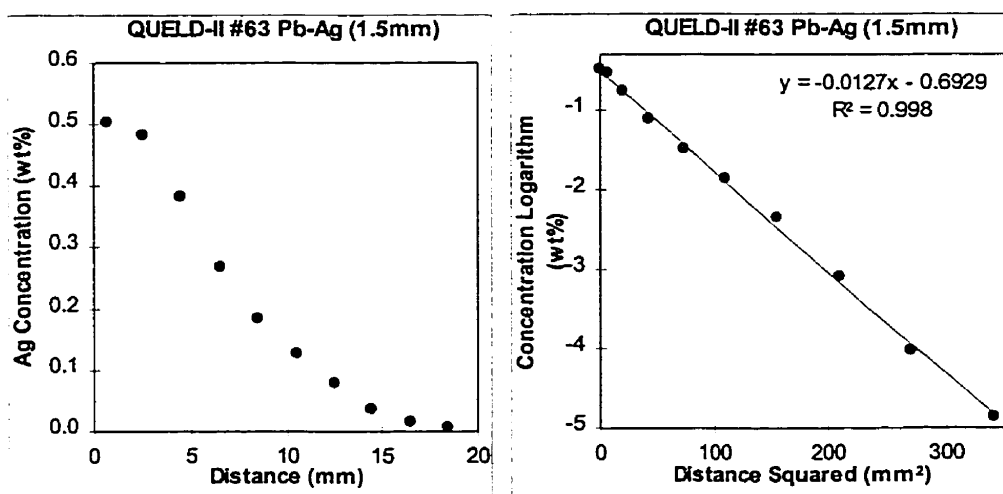 QUELD-II #63 Pb-Ag (1.5mm)
0.6
0.5
0.4
0.3
0.2
0.1
0.0
Ag Concentration (wt%)
0 5 10 15 20
Distance (mm)
QUELD-II #63 Pb-Ag (1.5mm)
y = -0.0127x - 0.6929
R² = 0.998
-1
-2
-3
-4
-5
Concentration Logarithm
(wt%)
0 100 200 300
Distance Squared (mm²)